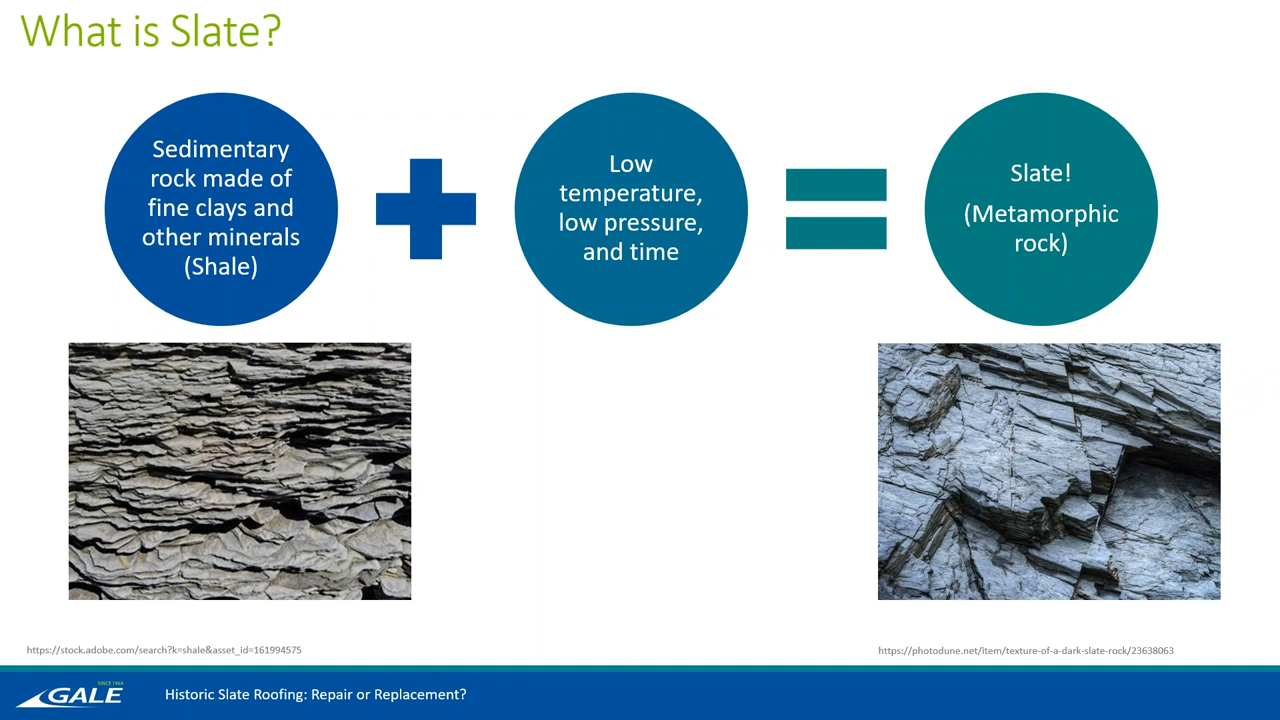 What is Slate?
Sedimentary
rock made of
fine clays and
other minerals
(Shale)
Low
temperature,
low pressure,
and time
Slate!
(Metamorphic
rock)
https://stock.adobe.com/search?k=shale&asset_id=161994575
https://photodune.net/item/texture-of-a-dark-slate-rock/23638063
SINCE 1964
GALE
Historic Slate Roofing: Repair or Replacement?